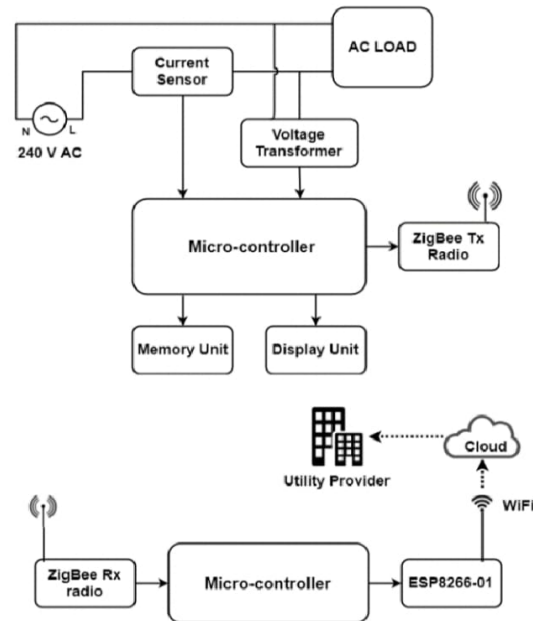 AC LOAD
Current
Sensor
N
L
240 V AC
Voltage
Transformer
Micro-controller
ZigBee Tx
Radio
Memory Unit
Display Unit
Cloud
Utility Provider
WiFi
ZigBee Rx
radio
Micro-controller
ESP8266-01